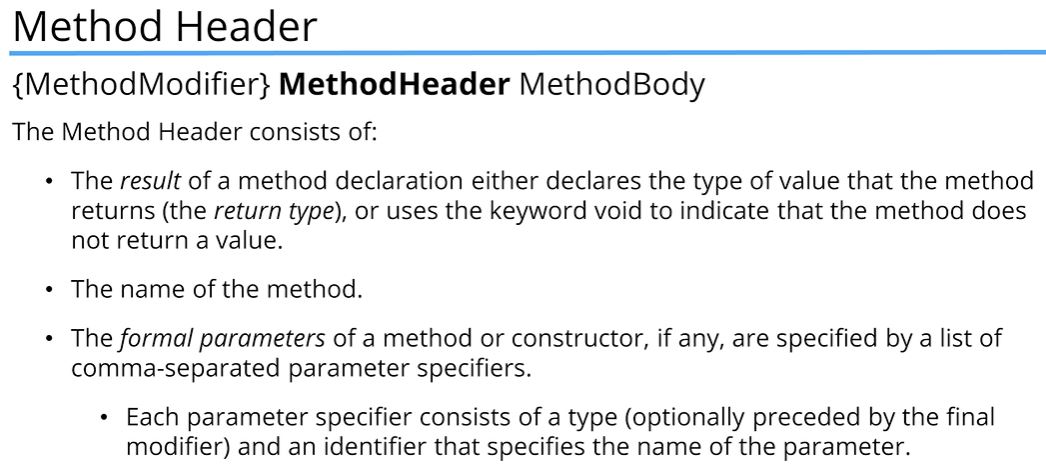 Method Header
{MethodModifier} MethodHeader MethodBody
The Method Header consists of:
• The result of a method declaration either declares the type of value that the method
returns (the return type), or uses the keyword void to indicate that the method does
not return a value.
• The name of the method.
• The formal parameters of a method or constructor, if any, are specified by a list of
comma-separated parameter specifiers.
• Each parameter specifier consists of a type (optionally preceded by the final
modifier) and an identifier that specifies the name of the parameter.